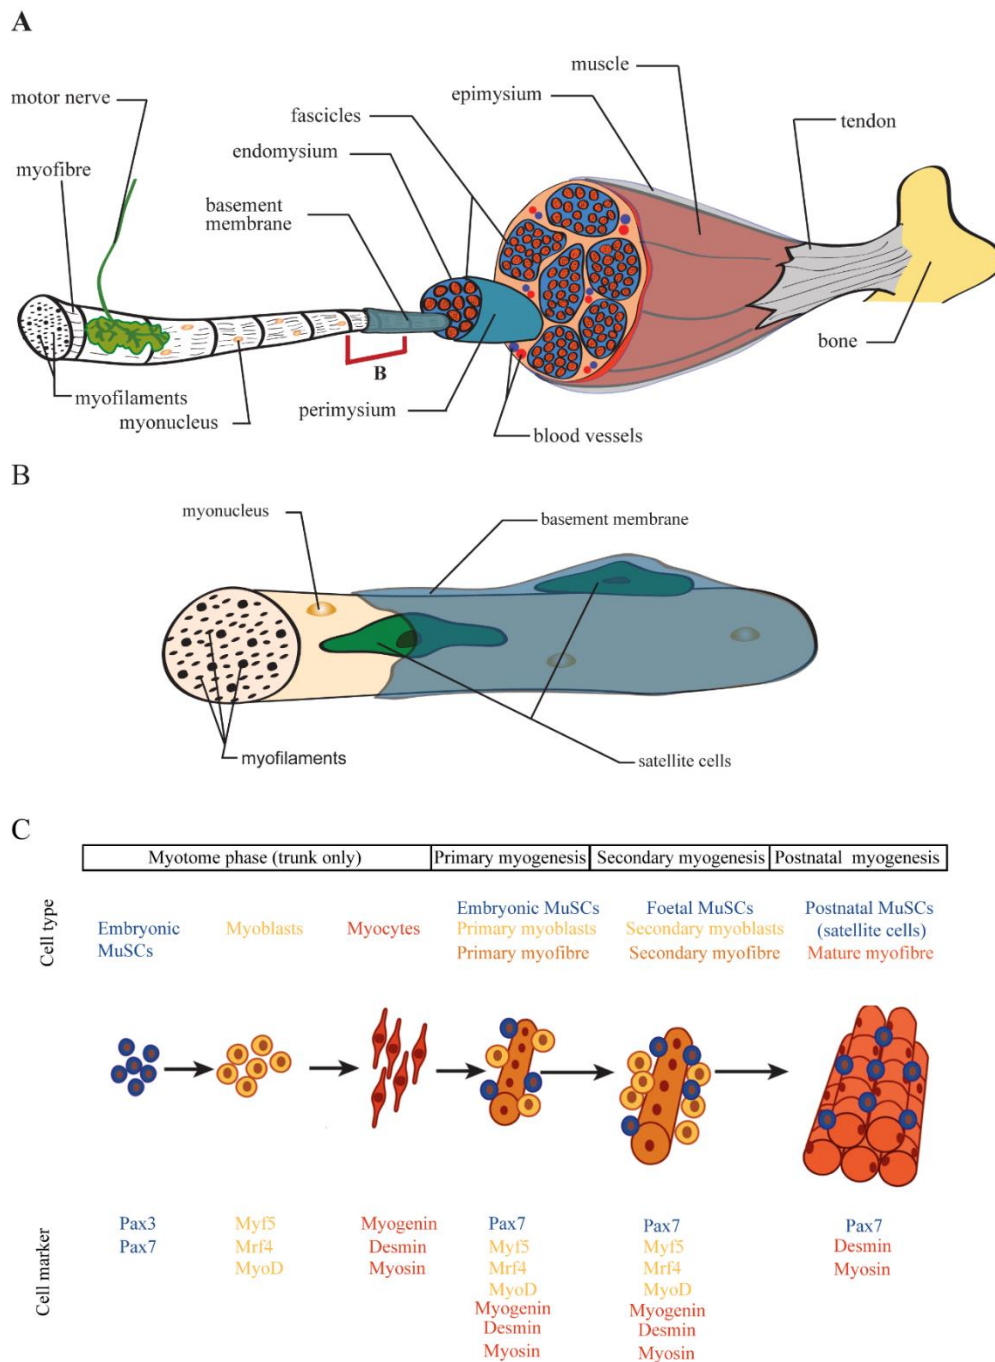 A
muscle
epimysium
motor nerve
fascicles
tendon
endomysium
myofibre
basement
membrane
bone
B
myofilaments
myonucleus
perimysium
blood vessels
B
myonucleus
basement membrane
myofilaments
satellite cells
C
Myotome phase (trunk only)
Primary myogenesis
Secondary myogenesis
Postnatal myogenesis
Cell type
Embryonic
MuSCs
Myoblasts
Myocytes
Embryonic MuSCs
Primary myoblasts
Primary myofibre
Foetal MuSCs
Secondary myoblasts
Secondary myofibre
Postnatal MuSCs
(satellite cells)
Mature myofibre
Cell marker
Pax3
Pax7
Myf5
Mrf4
MyoD
Myogenin
Desmin
Myosin
Pax7
Myf5
Mrf4
MyoD
Myogenin
Desmin
Myosin
Pax7
Myf5
Mrf4
MyoD
Myogenin
Desmin
Myosin
Pax7
Desmin
Myosin